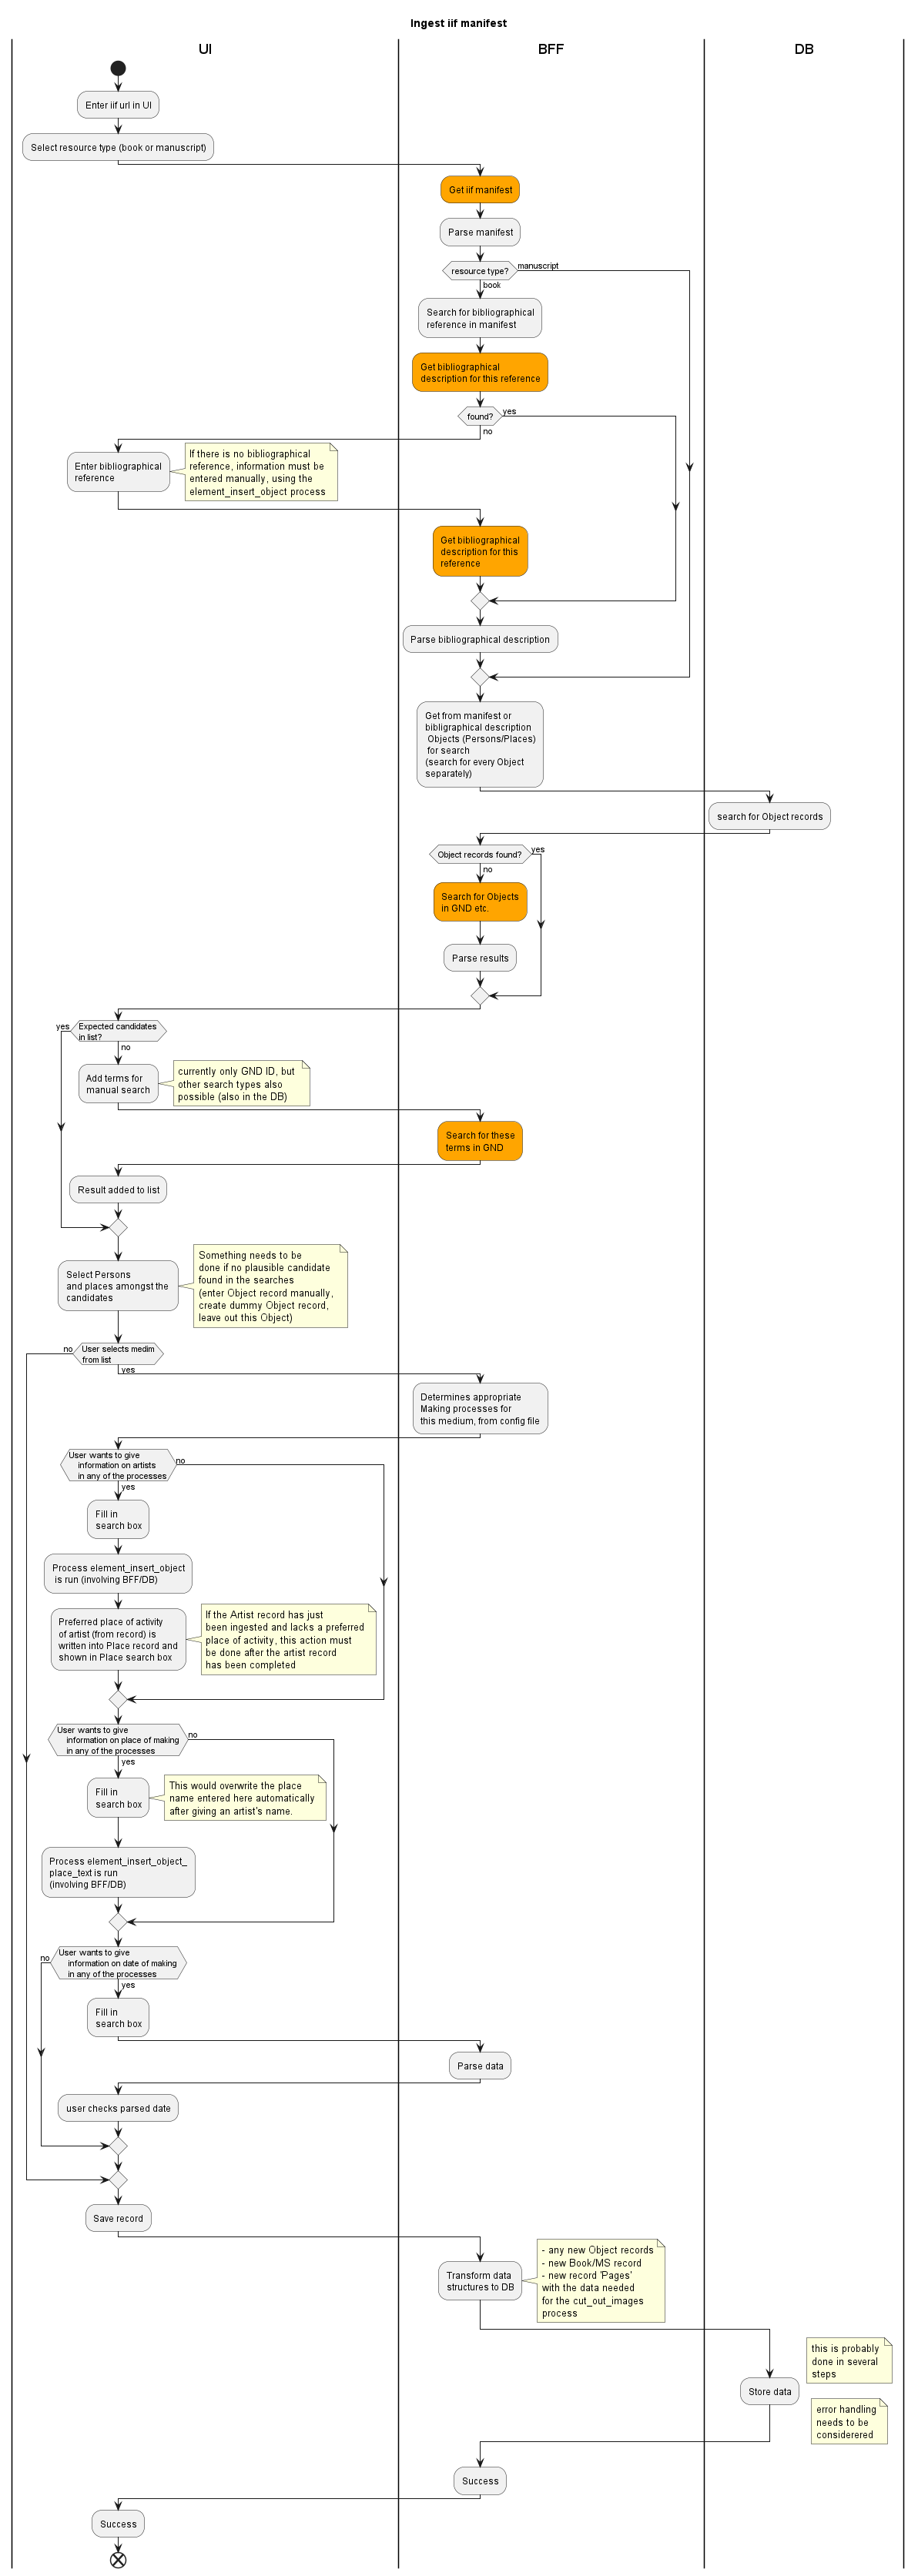 Ingest iif manifest
UI
BFF
DB
Enter iif url in UI
Select resource type (book or manuscript)
Get iif manifest
Parse manifest
resource type?
manuscript
book
Search for bibliographical
reference in manifest
Get bibliographical
description for this reference
found?
yes
no
Enter bibliographical
reference
If there is no bibliographical
reference, information must be
entered manually, using the
element_insert_object process
Get bibliographical
description for this
reference
Parse bibliographical description
Get from manifest or
bibligraphical description
Objects (Persons/Places)
for search
(search for every Object
separately)
search for Object records
Object records found?
yes
no
Search for Objects
in GND etc.
Parse results
yes
Expected candidates
in list?
no
Add terms for
manual search
currently only GND ID, but
other search types also
possible (also in the DB)
Search for these
terms in GND
Result added to list
Select Persons
and places amongst the
candidates
Something needs to be
done if no plausible candidate
found in the searches
(enter Object record manually,
create dummy Object record,
leave out this Object)
no
User selects medim
from list
yes
Determines appropriate
Making processes for
this medium, from config file
User wants to give
information on artists
in any of the processes
no
yes
Fill in
search box
Process element_insert_object
is run (involving BFF/DB)
Preferred place of activity
of artist (from record) is
written into Place record and
shown in Place search box
If the Artist record has just
been ingested and lacks a preferred
place of activity, this action must
be done after the artist record
has been completed
User wants to give
information on place of making
in any of the processes
no
yes
Fill in
search box
This would overwrite the place
name entered here automatically
after giving an artist's name.
Process element_insert_object_
place_text is run
(involving BFF/DB)
no
User wants to give
information on date of making
in any of the processes
yes
Fill in
search box
Parse data
user checks parsed date
Save record
Transform data
structures to DB
- any new Object records
- new Book/MS record
- new record 'Pages'
with the data needed
for the cut_out_images
process
this is probably
done in several
steps
Store data
error handling
needs to be
considerered
Success
Success